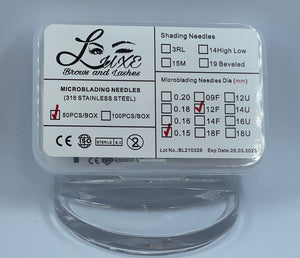 Luxe
Brows and Lashes
MICROBLADING NEEDLES
(316 STAINLESS STEEL)
50PCS/BOX 100PCS/BOX
STERILE
Shading Needles
3RL 14High Low
15M 19 Beveled
Microblading Needles Dia (mm)
0.20 09F 12U
0.18 12F 14U
0.16 14F 16U
0.15 18F 18U
Lot No.:BL210326 Exp Date: 26.03.2025